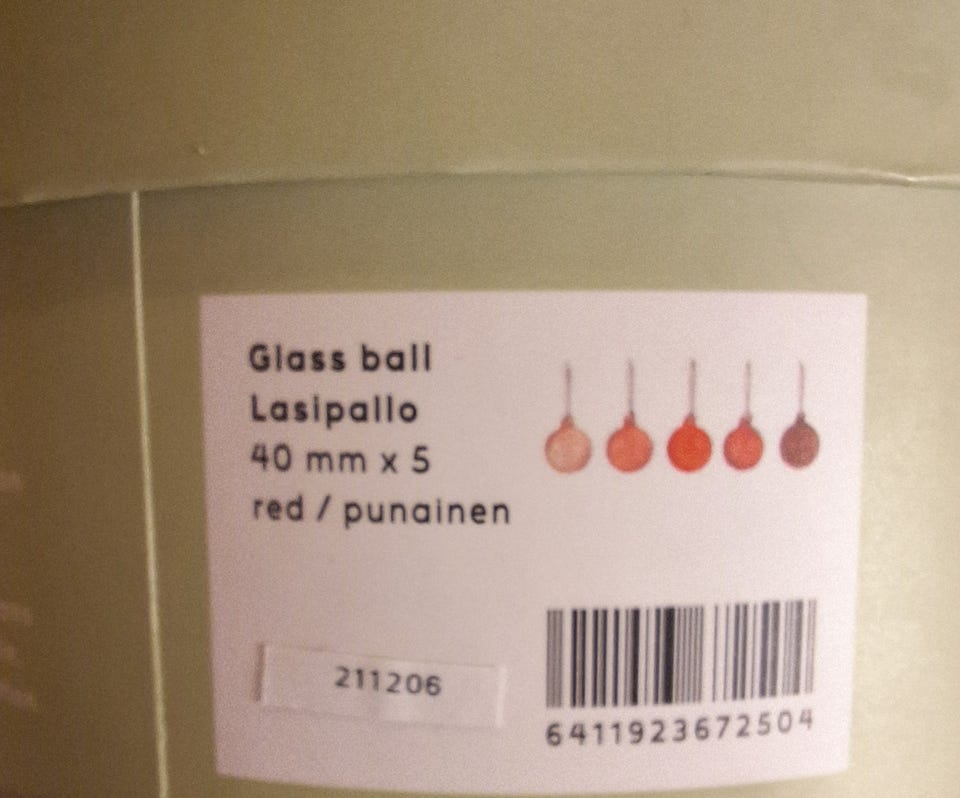 Glass ball
Lasipallo
40 mm x 5
red / punainen
211206
6411923672504